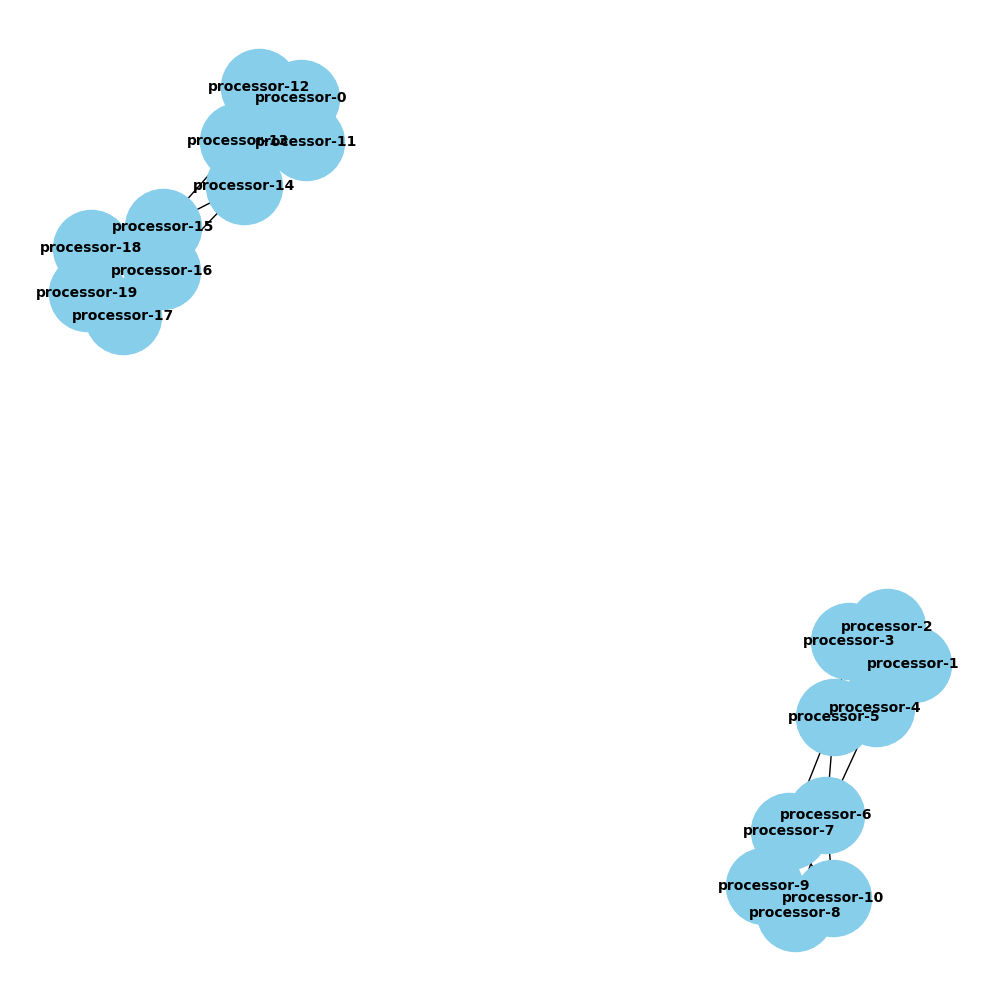 processor-12
processor-0
processor-13
processor-11
processor-14
processor-15
processor-18
processor-16
processor-19
processor-17
processor-2
processor-3
processor-1
processor-4
processor-5
processor-6
processor-7
processor-9
processor-10
processor-8